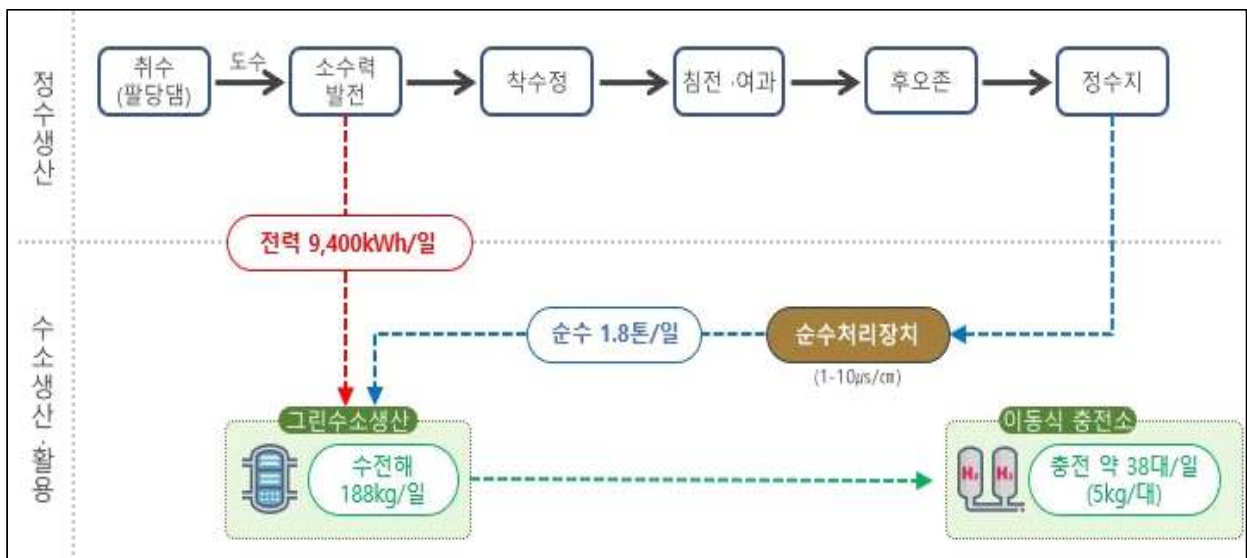 정수생산
취수
(팔당댐)
도수
소수력
발전
착수정
침전·여과
후오존
정수지
전력 9,400kWh/일
수소생산·활용
순수 1.8톤/일
순수처리장치
(1-10㎲/㎝)
그린수소생산
수전해
188kg/일
이동식 충전소
H₂ H₂
충전 약 38대/일
(5kg/대)